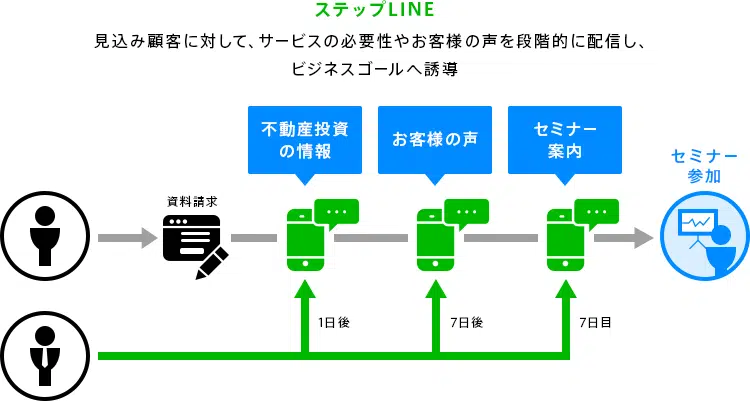 ステップLINE
見込み顧客に対して、サービスの必要性やお客様の声を段階的に配信し、
ビジネスゴールへ誘導
不動産投資
の情報
お客様の声
セミナー
案内
セミナー
参加
資料請求
1日後
7日後
7日目